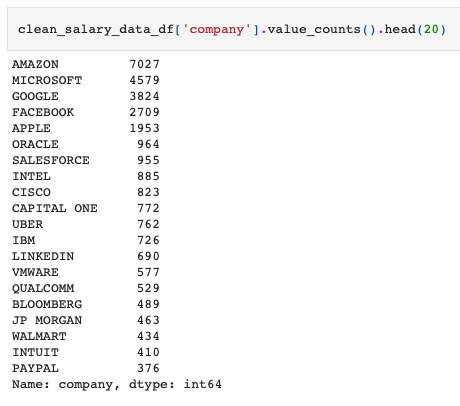 clean_salary_data_df['company'].value_counts().head(20)
AMAZON 7027
MICROSOFT 4579
GOOGLE 3824
FACEBOOK 2709
APPLE 1953
ORACLE 964
SALESFORCE 955
INTEL 885
CISCO 823
CAPITAL ONE 772
UBER 762
IBM 726
LINKEDIN 690
VMWARE 577
QUALCOMM 529
BLOOMBERG 489
JP MORGAN 463
WALMART 434
INTUIT 410
PAYPAL 376
Name: company, dtype: int64